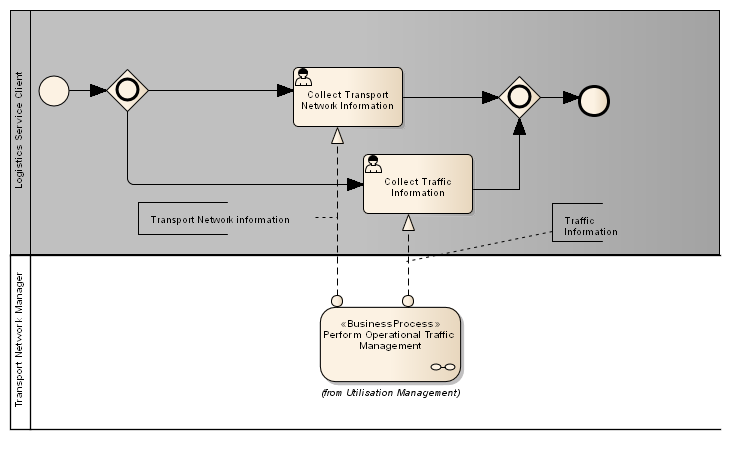 Logistics Service Client
Collect Transport
Network Information
Collect Traffic
Information
Transport Network information
Traffic
Information
Transport Network Manager
«BusinessProcess»
Perform Operational Traffic
Management
(from Utilisation Management)